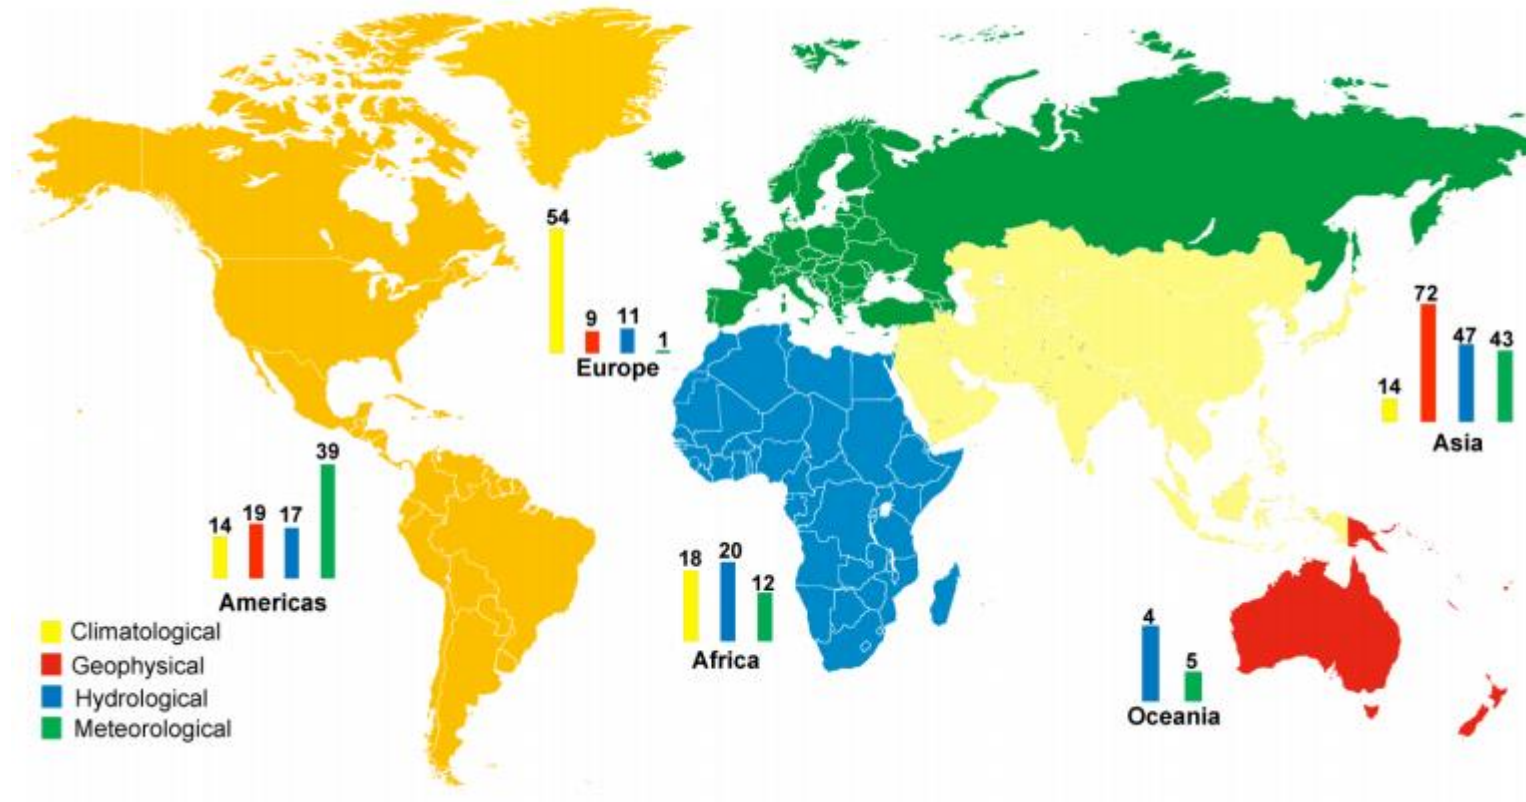 54
9 11 1
Europe
72
14 47 43
Asia
39
14 19 17
Americas
18 20 12
Africa
4
5
Oceania
Climatological
Geophysical
Hydrological
Meteorological